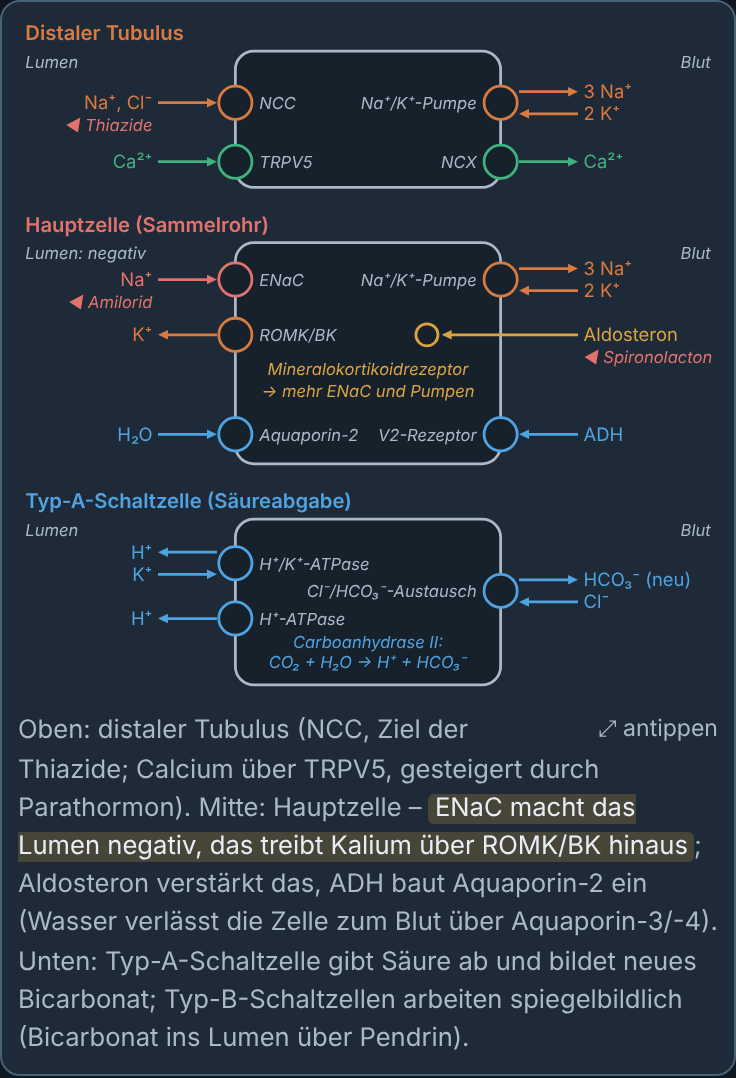 Distaler Tubulus
Lumen
Blut
Na⁺, Cl⁻
NCC
Na⁺/K⁺-Pumpe
3 Na⁺
2 K⁺
◀ Thiazide
Ca²⁺
TRPV5
NCX
Ca²⁺
Hauptzelle (Sammelrohr)
Lumen: negativ
Blut
Na⁺
ENaC
Na⁺/K⁺-Pumpe
3 Na⁺
2 K⁺
◀ Amilorid
K⁺
ROMK/BK
Aldosteron
◀ Spironolacton
Mineralokortikoidrezeptor
→ mehr ENaC und Pumpen
H₂O
Aquaporin-2
V2-Rezeptor
ADH
Typ-A-Schaltzelle (Säureabgabe)
Lumen
Blut
H⁺
K⁺
H⁺/K⁺-ATPase
Cl⁻/HCO₃⁻-Austausch
HCO₃⁻ (neu)
Cl⁻
H⁺
H⁺-ATPase
Carboanhydrase II:
CO₂ + H₂O → H⁺ + HCO₃⁻
Oben: distaler Tubulus (NCC, Ziel der
⤢ antippen
Thiazide; Calcium über TRPV5, gesteigert durch
Parathormon). Mitte: Hauptzelle – ENaC macht das
Lumen negativ, das treibt Kalium über ROMK/BK hinaus;
Aldosteron verstärkt das, ADH baut Aquaporin-2 ein
(Wasser verlässt die Zelle zum Blut über Aquaporin-3/-4).
Unten: Typ-A-Schaltzelle gibt Säure ab und bildet neues
Bicarbonat; Typ-B-Schaltzellen arbeiten spiegelbildlich
(Bicarbonat ins Lumen über Pendrin).